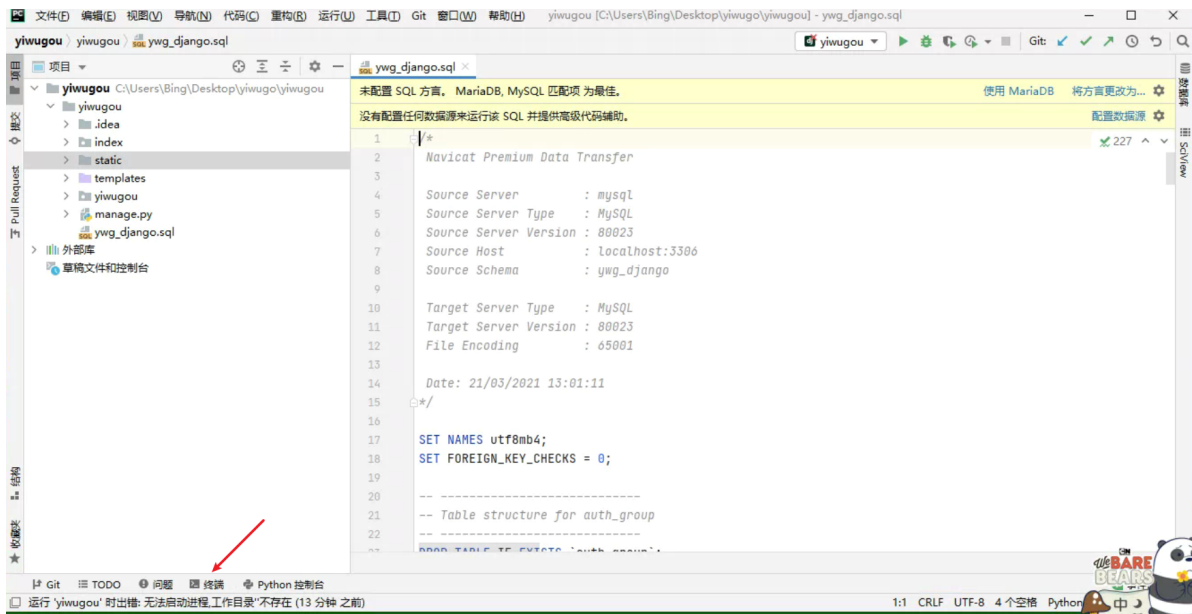 文件(F) 编辑(E) 视图(V) 导航(N) 代码(C) 重构(R) 运行(U) 工具(T) Git 窗口(W) 帮助(H) yiwugou [C:\Users\Bing\Desktop\yiwugo\yiwugou] - ywg_django.sql
yiwugou yiwugou ywg_django.sql yiwugou Git:
项目 ywg_django.sql
yiwugou C:\Users\Bing\Desktop\yiwugo\yiwugou
yiwugou
.idea
index
static
templates
yiwugou
manage.py
ywg_django.sql
外部库
草稿文件和控制台
项目
提交
Pull Request
结构
收藏夹
未配置 SQL 方言。 MariaDB, MySQL 匹配项 为最佳。 使用 MariaDB 将方言更改为...
没有配置任何数据源来运行该 SQL 并提供高级代码辅助。 配置数据源
227
1 /*
2 Navicat Premium Data Transfer
3
4 Source Server : mysql
5 Source Server Type : MySQL
6 Source Server Version : 80023
7 Source Host : localhost:3306
8 Source Schema : ywg_django
9
10 Target Server Type : MySQL
11 Target Server Version : 80023
12 File Encoding : 65001
13
14 Date: 21/03/2021 13:01:11
15 */
16
17 SET NAMES utf8mb4;
18 SET FOREIGN_KEY_CHECKS = 0;
19
20 -- ----------------------------
21 -- Table structure for auth_group
22 -- ----------------------------
23 DROP TABLE IF EXISTS `auth_group`;
数据库
SciView
Git TODO 问题 终端 Python 控制台
运行 'yiwugou' 时出错: 无法启动进程,工作目录''不存在 (13 分钟 之前) 1:1 CRLF UTF-8 4 个空格 Python
We BARE BEARS
中